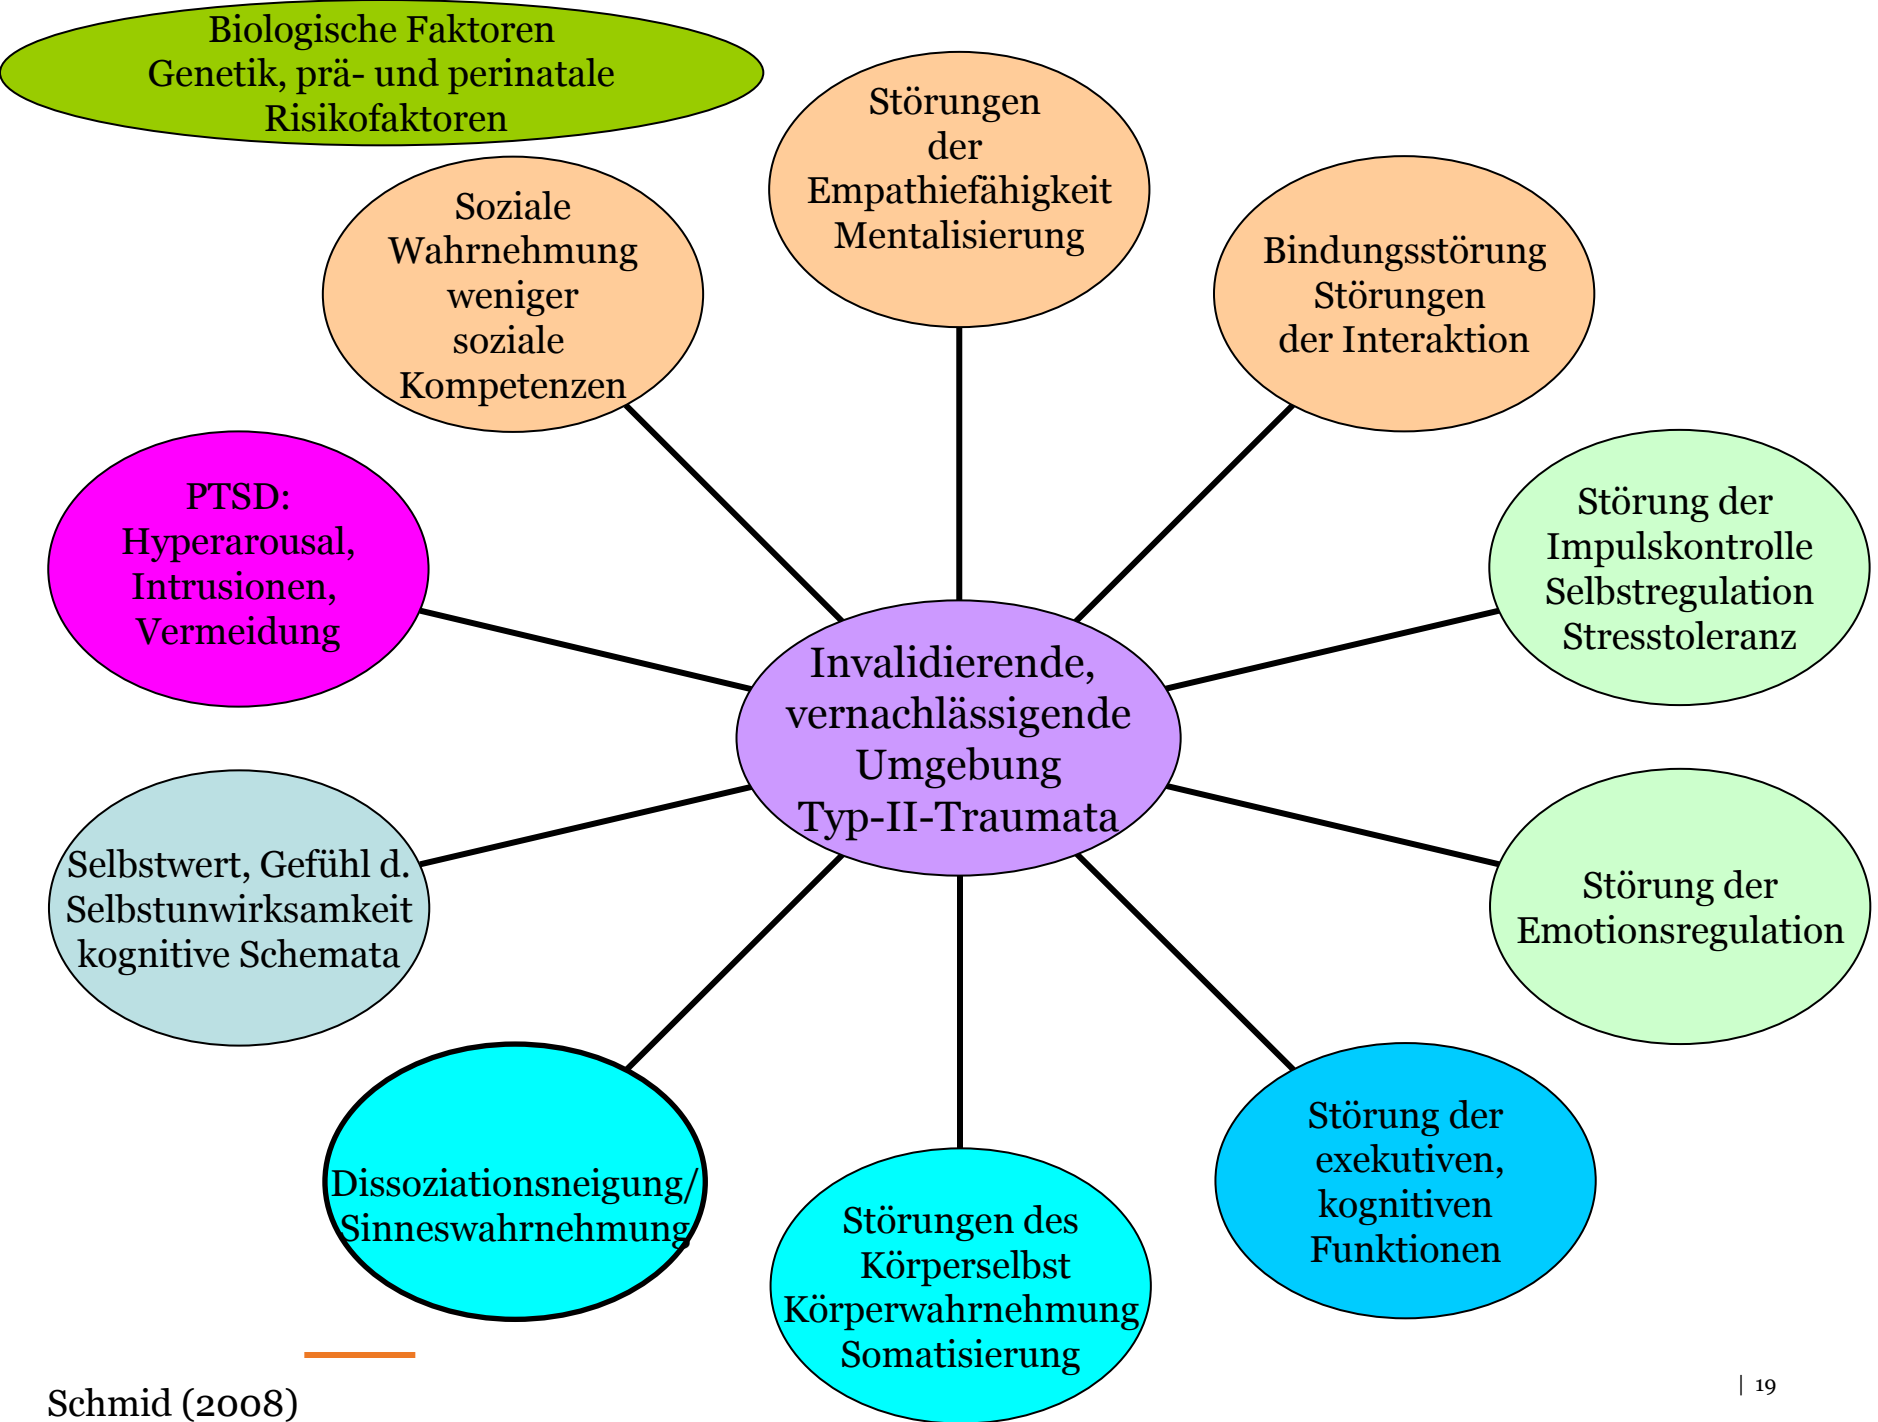 Biologische Faktoren
Genetik, prä- und perinatale
Risikofaktoren
Störungen
der
Empathiefähigkeit
Mentalisierung
Soziale
Wahrnehmung
weniger
soziale
Kompetenzen
Bindungsstörung
Störungen
der Interaktion
PTSD:
Hyperarousal,
Intrusionen,
Vermeidung
Störung der
Impulskontrolle
Selbstregulation
Stresstoleranz
Invalidierende,
vernachlässigende
Umgebung
Typ-II-Traumata
Selbstwert, Gefühl d.
Selbstunwirksamkeit
kognitive Schemata
Störung der
Emotionsregulation
Dissoziationsneigung/
Sinneswahrnehmung
Störungen des
Körperselbst
Körperwahrnehmung
Somatisierung
Störung der
exekutiven,
kognitiven
Funktionen
Schmid (2008)
| 19